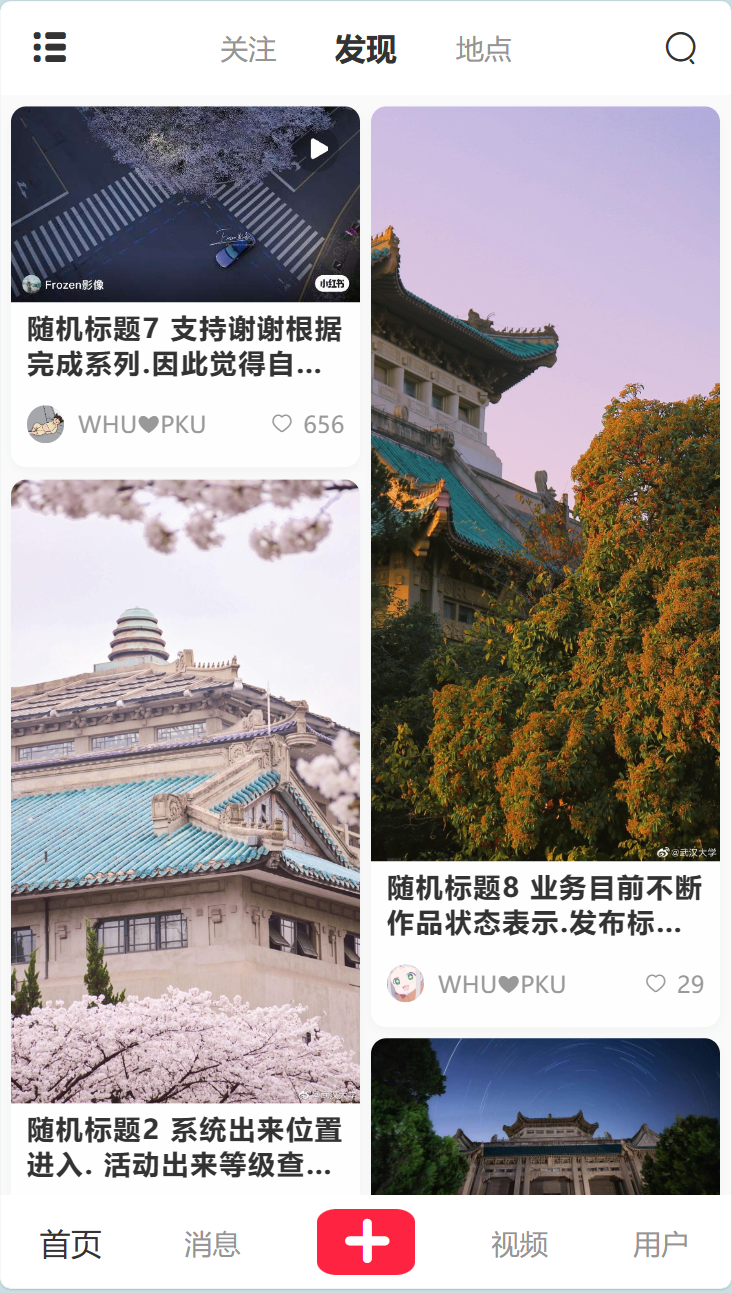 关注 发现 地点
Frozen影像
小红书
随机标题7 支持谢谢根据
完成系列.因此觉得自...
WHU♥PKU
656
@武汉大学
随机标题2 系统出来位置
进入. 活动出来等级查...
@武汉大学
随机标题8 业务目前不断
作品状态表示.发布标...
WHU♥PKU
29
首页 消息 视频 用户